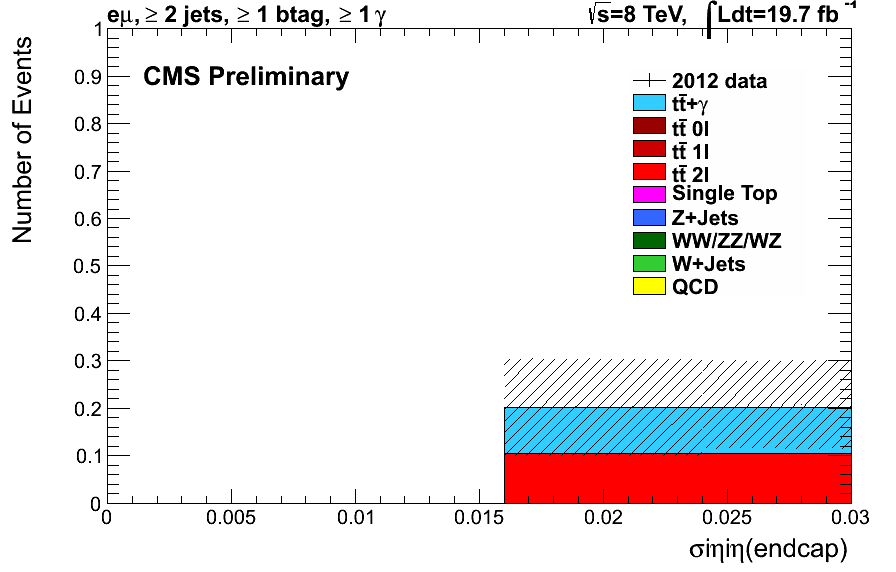 eμ, ≥ 2 jets, ≥ 1 btag, ≥ 1 γ
√s=8 TeV, ∫Ldt=19.7 fb⁻¹
CMS Preliminary
Number of Events
1
0.9
0.8
0.7
0.6
0.5
0.4
0.3
0.2
0.1
0
2012 data
tt̄+γ
tt̄ 0l
tt̄ 1l
tt̄ 2l
Single Top
Z+Jets
WW/ZZ/WZ
W+Jets
QCD
0 0.005 0.01 0.015 0.02 0.025 0.03
σiηiη(endcap)